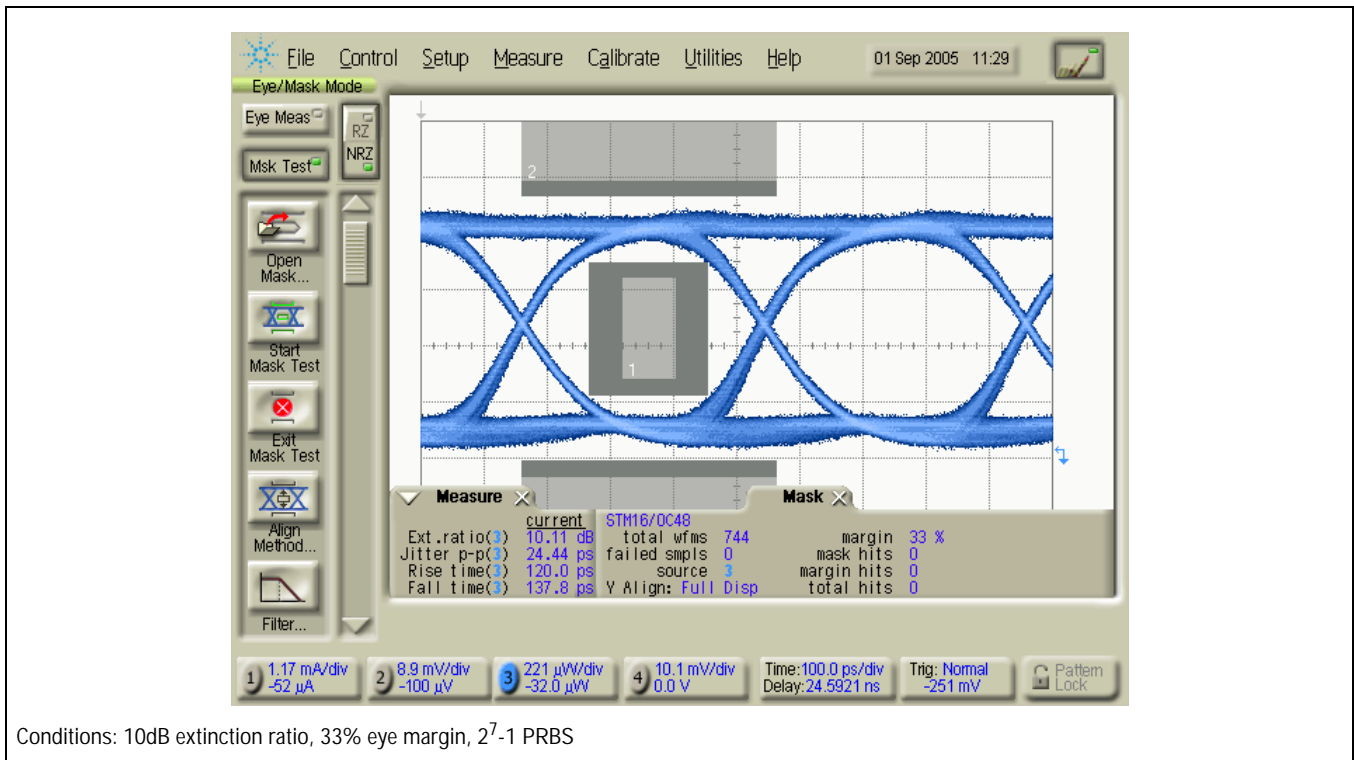 File Control Setup Measure Calibrate Utilities Help 01 Sep 2005 11:29
Eye/Mask Mode
Eye Meas
RZ
NRZ
Msk Test
2
Open
Mask...
Start
Mask Test
1
Exit
Mask Test
Align
Method...
Filter...
Measure
current
Ext.ratio(3) 10.11 dB
Jitter p-p(3) 24.44 ps
Rise time(3) 120.0 ps
Fall time(3) 137.8 ps
Mask
STM16/OC48
total wfms 744 margin 33 %
failed smpls 0 mask hits 0
source 3 margin hits 0
Y Align: Full Disp total hits 0
1 1.17 mA/div
-52 µA
2 8.9 mV/div
-100 µV
3 221 µW/div
-32.0 µW
4 10.1 mV/div
0.0 V
Time:100.0 ps/div
Delay:24.5921 ns
Trig: Normal
-251 mV
Pattern
Lock
Conditions: 10dB extinction ratio, 33% eye margin, 2⁷-1 PRBS